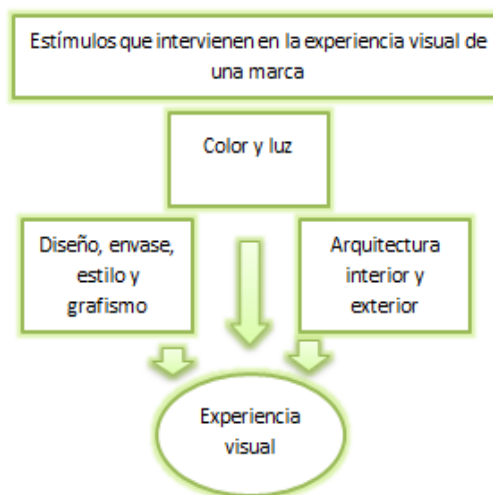 Estímulos que intervienen en la experiencia visual de
una marca
Color y luz
Diseño, envase,
estilo y
grafismo
Arquitectura
interior y
exterior
Experiencia
visual